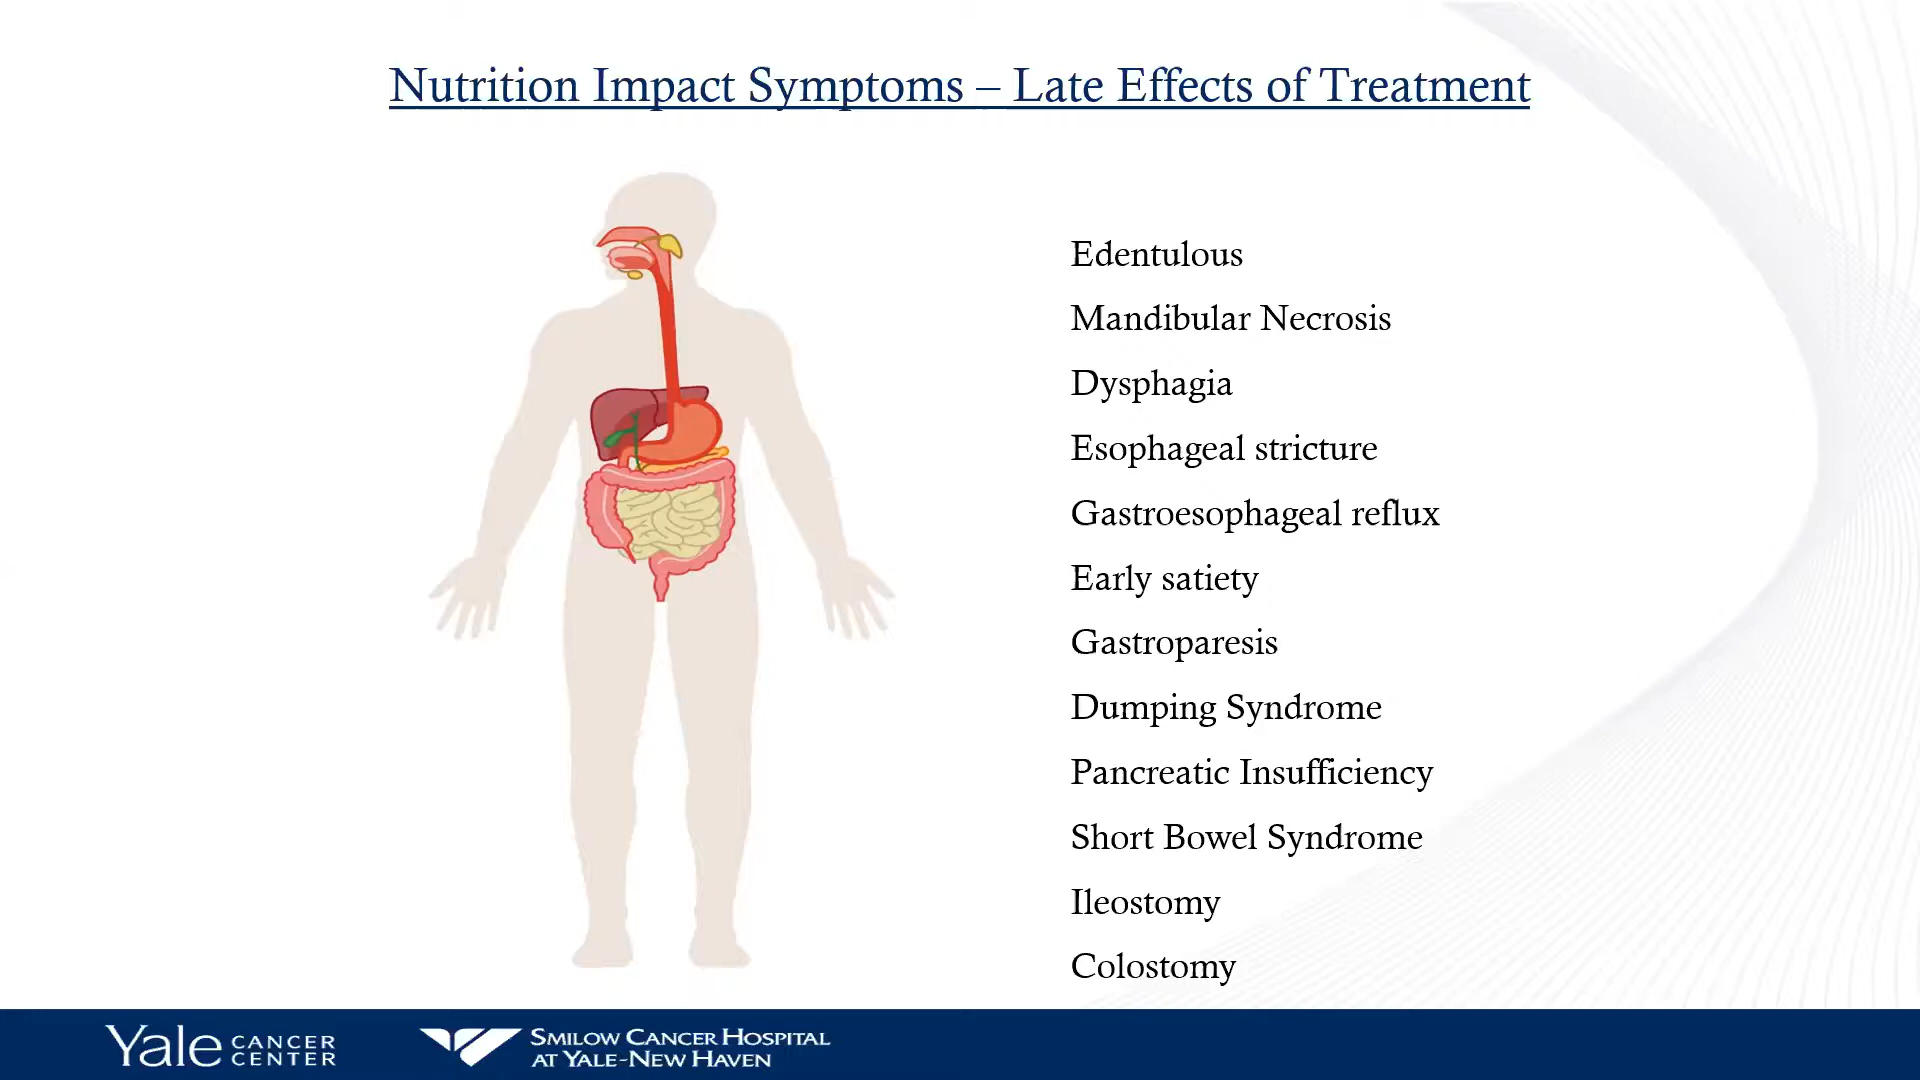 Nutrition Impact Symptoms – Late Effects of Treatment
Edentulous
Mandibular Necrosis
Dysphagia
Esophageal stricture
Gastroesophageal reflux
Early satiety
Gastroparesis
Dumping Syndrome
Pancreatic Insufficiency
Short Bowel Syndrome
Ileostomy
Colostomy
Yale CANCER CENTER
SMILOW CANCER HOSPITAL
AT YALE-NEW HAVEN